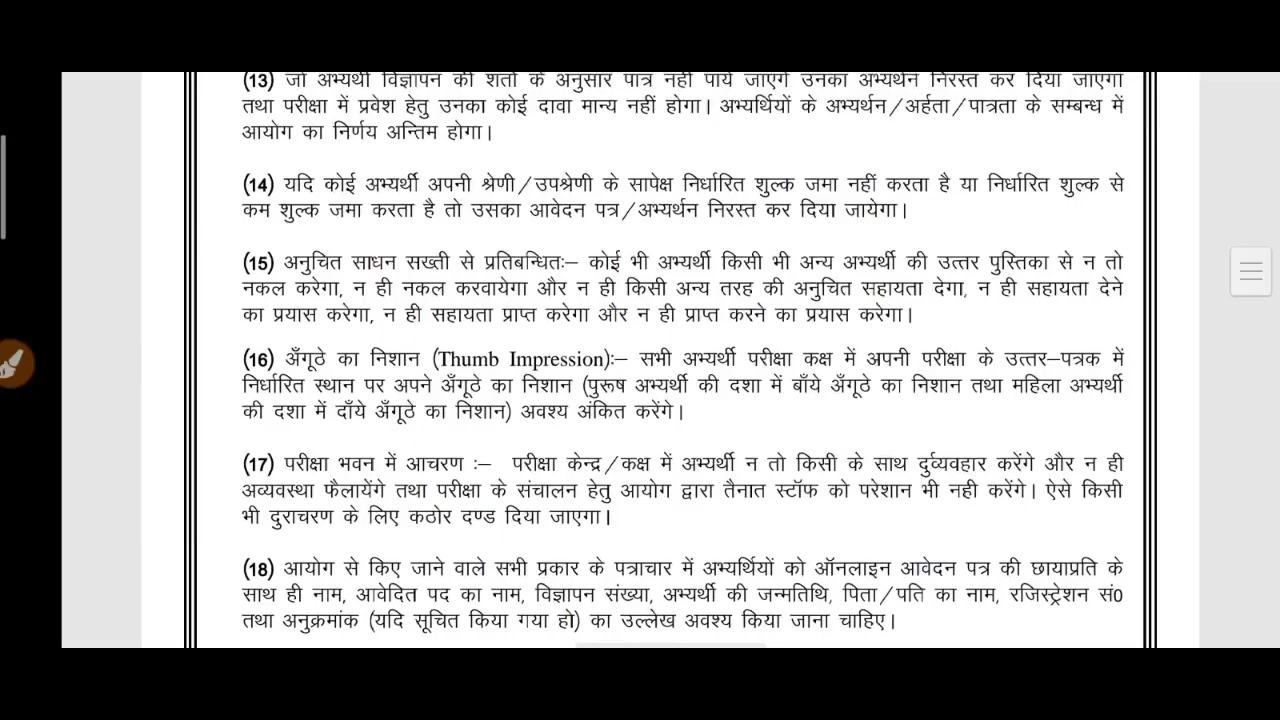 (13) जो अभ्यर्थी विज्ञापन की शर्तों के अनुसार पात्र नहीं पाये जाएंगे उनका अभ्यर्थन निरस्त कर दिया जाएगा
तथा परीक्षा में प्रवेश हेतु उनका कोई दावा मान्य नहीं होगा। अभ्यर्थियों के अभ्यर्थन/अर्हता/पात्रता के सम्बन्ध में
आयोग का निर्णय अन्तिम होगा।
(14) यदि कोई अभ्यर्थी अपनी श्रेणी/उपश्रेणी के सापेक्ष निर्धारित शुल्क जमा नहीं करता है या निर्धारित शुल्क से
कम शुल्क जमा करता है तो उसका आवेदन पत्र/अभ्यर्थन निरस्त कर दिया जायेगा।
(15) अनुचित साधन सख्ती से प्रतिबन्धितः– कोई भी अभ्यर्थी किसी भी अन्य अभ्यर्थी की उत्तर पुस्तिका से न तो
नकल करेगा, न ही नकल करवायेगा और न ही किसी अन्य तरह की अनुचित सहायता देगा, न ही सहायता देने
का प्रयास करेगा, न ही सहायता प्राप्त करेगा और न ही प्राप्त करने का प्रयास करेगा।
(16) अँगूठे का निशान (Thumb Impression):– सभी अभ्यर्थी परीक्षा कक्ष में अपनी परीक्षा के उत्तर–पत्रक में
निर्धारित स्थान पर अपने अँगूठे का निशान (पुरूष अभ्यर्थी की दशा में बाँये अँगूठे का निशान तथा महिला अभ्यर्थी
की दशा में दाँये अँगूठे का निशान) अवश्य अंकित करेंगे।
(17) परीक्षा भवन में आचरण :– परीक्षा केन्द्र/कक्ष में अभ्यर्थी न तो किसी के साथ दुर्व्यवहार करेंगे और न ही
अव्यवस्था फैलायेंगे तथा परीक्षा के संचालन हेतु आयोग द्वारा तैनात स्टॉफ को परेशान भी नही करेंगे। ऐसे किसी
भी दुराचरण के लिए कठोर दण्ड दिया जाएगा।
(18) आयोग से किए जाने वाले सभी प्रकार के पत्राचार में अभ्यर्थियों को ऑनलाइन आवेदन पत्र की छायाप्रति के
साथ ही नाम, आवेदित पद का नाम, विज्ञापन संख्या, अभ्यर्थी की जन्मतिथि, पिता/पति का नाम, रजिस्ट्रेशन सं0
तथा अनुक्रमांक (यदि सूचित किया गया हो) का उल्लेख अवश्य किया जाना चाहिए।